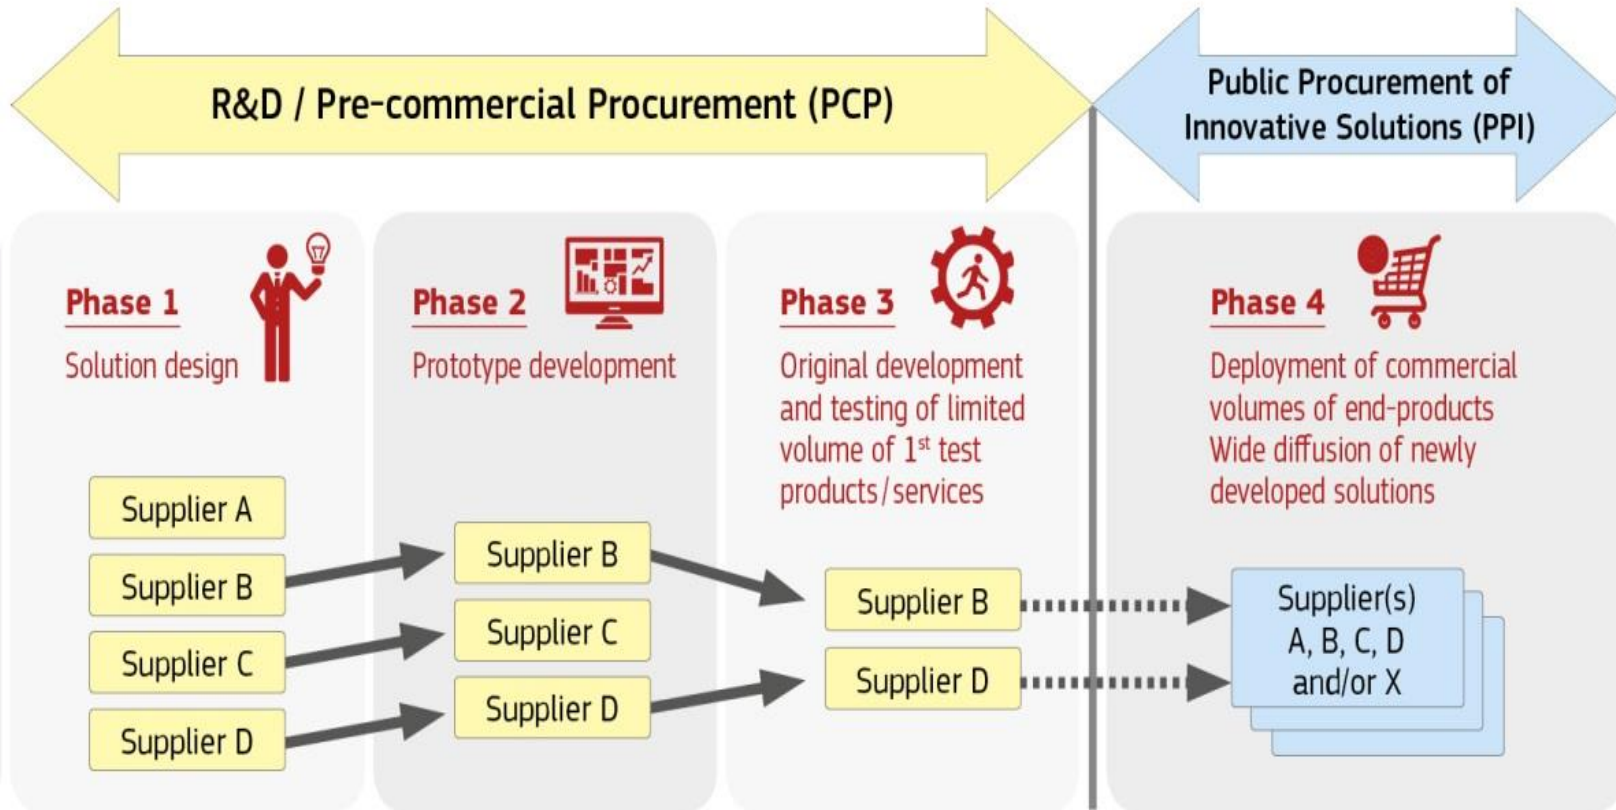 R&D / Pre-commercial Procurement (PCP)
Public Procurement of
Innovative Solutions (PPI)
Phase 1
Solution design
Supplier A
Supplier B
Supplier C
Supplier D
Phase 2
Prototype development
Supplier B
Supplier C
Supplier D
Phase 3
Original development
and testing of limited
volume of 1st test
products/services
Supplier B
Supplier D
Phase 4
Deployment of commercial
volumes of end-products
Wide diffusion of newly
developed solutions
Supplier(s)
A, B, C, D
and/or X